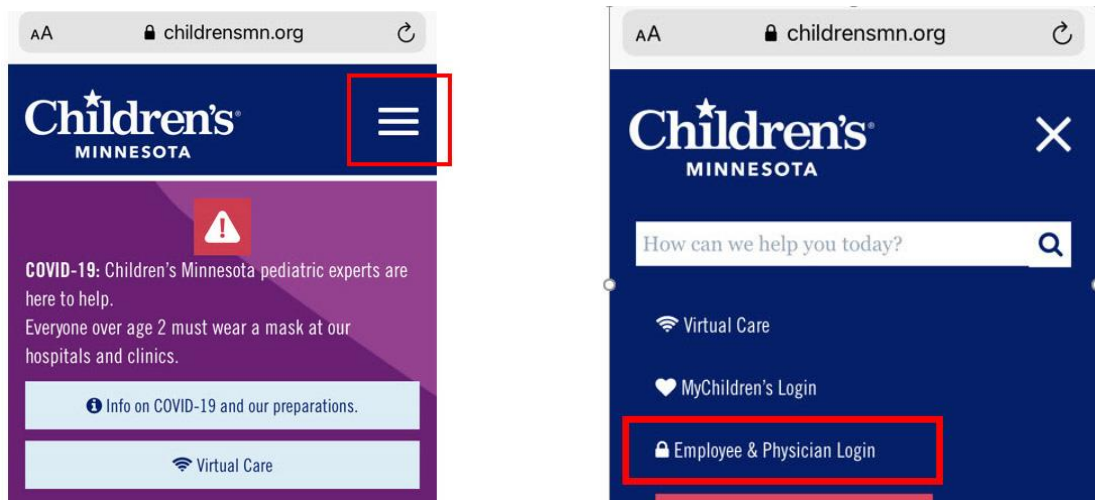 AA childrensmn.org
Children's
MINNESOTA
COVID-19: Children's Minnesota pediatric experts are
here to help.
Everyone over age 2 must wear a mask at our
hospitals and clinics.
Info on COVID-19 and our preparations.
Virtual Care
AA childrensmn.org
Children's
MINNESOTA
How can we help you today?
Virtual Care
MyChildren's Login
Employee & Physician Login